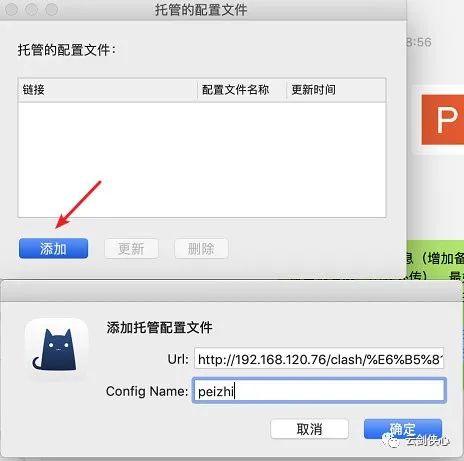 托管的配置文件
托管的配置文件：
链接 配置文件名称 更新时间
添加 更新 删除
8:56
P
息（增加备
添加托管配置文件
Url: http://192.168.120.76/clash/%E6%B5%81
Config Name: peizhi
取消 确定
云剑侠心